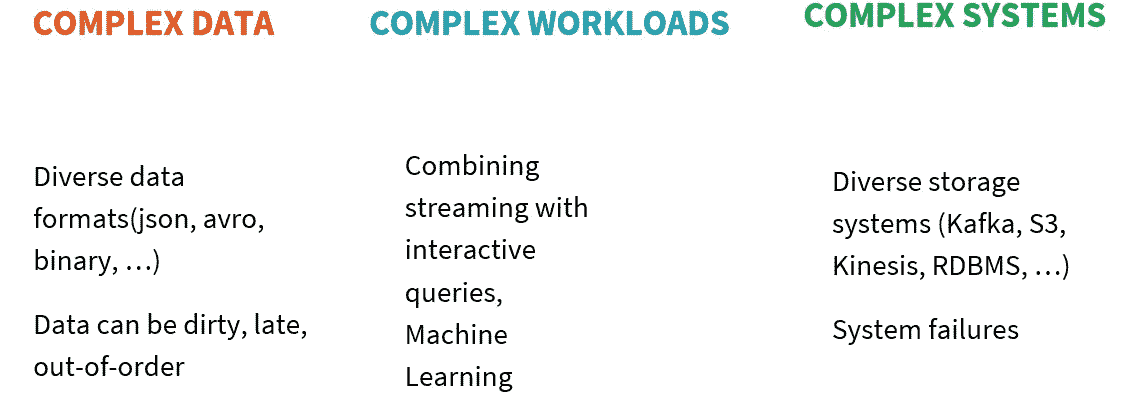 COMPLEX DATA
Diverse data
formats(json, avro,
binary, …)
Data can be dirty, late,
out-of-order
COMPLEX WORKLOADS
Combining
streaming with
interactive
queries,
Machine
Learning
COMPLEX SYSTEMS
Diverse storage
systems (Kafka, S3,
Kinesis, RDBMS, …)
System failures